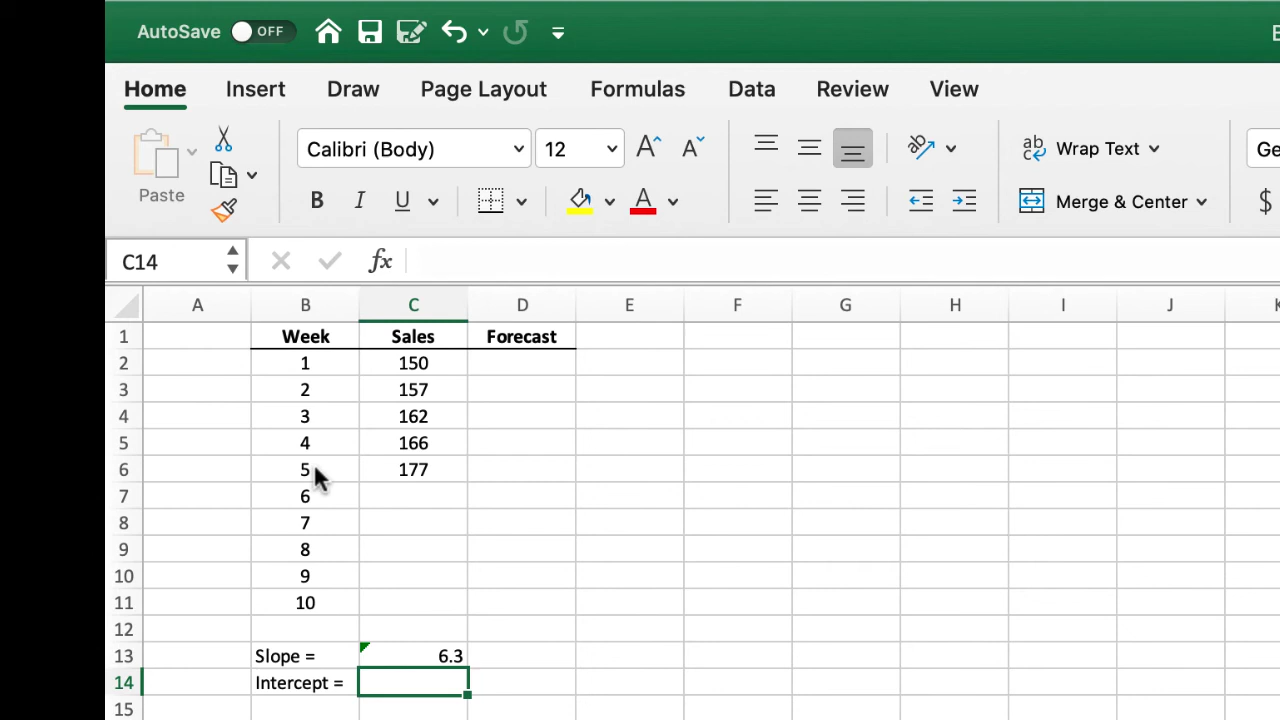 AutoSave OFF
E
Home Insert Draw Page Layout Formulas Data Review View
Paste Calibri (Body) 12 A A ab Wrap Text Ge
B I U A Merge & Center $
C14 fx
A B C D E F G H I J K
1 Week Sales Forecast
2 1 150
3 2 157
4 3 162
5 4 166
6 5 177
7 6
8 7
9 8
10 9
11 10
12
13 Slope = 6.3
14 Intercept =
15